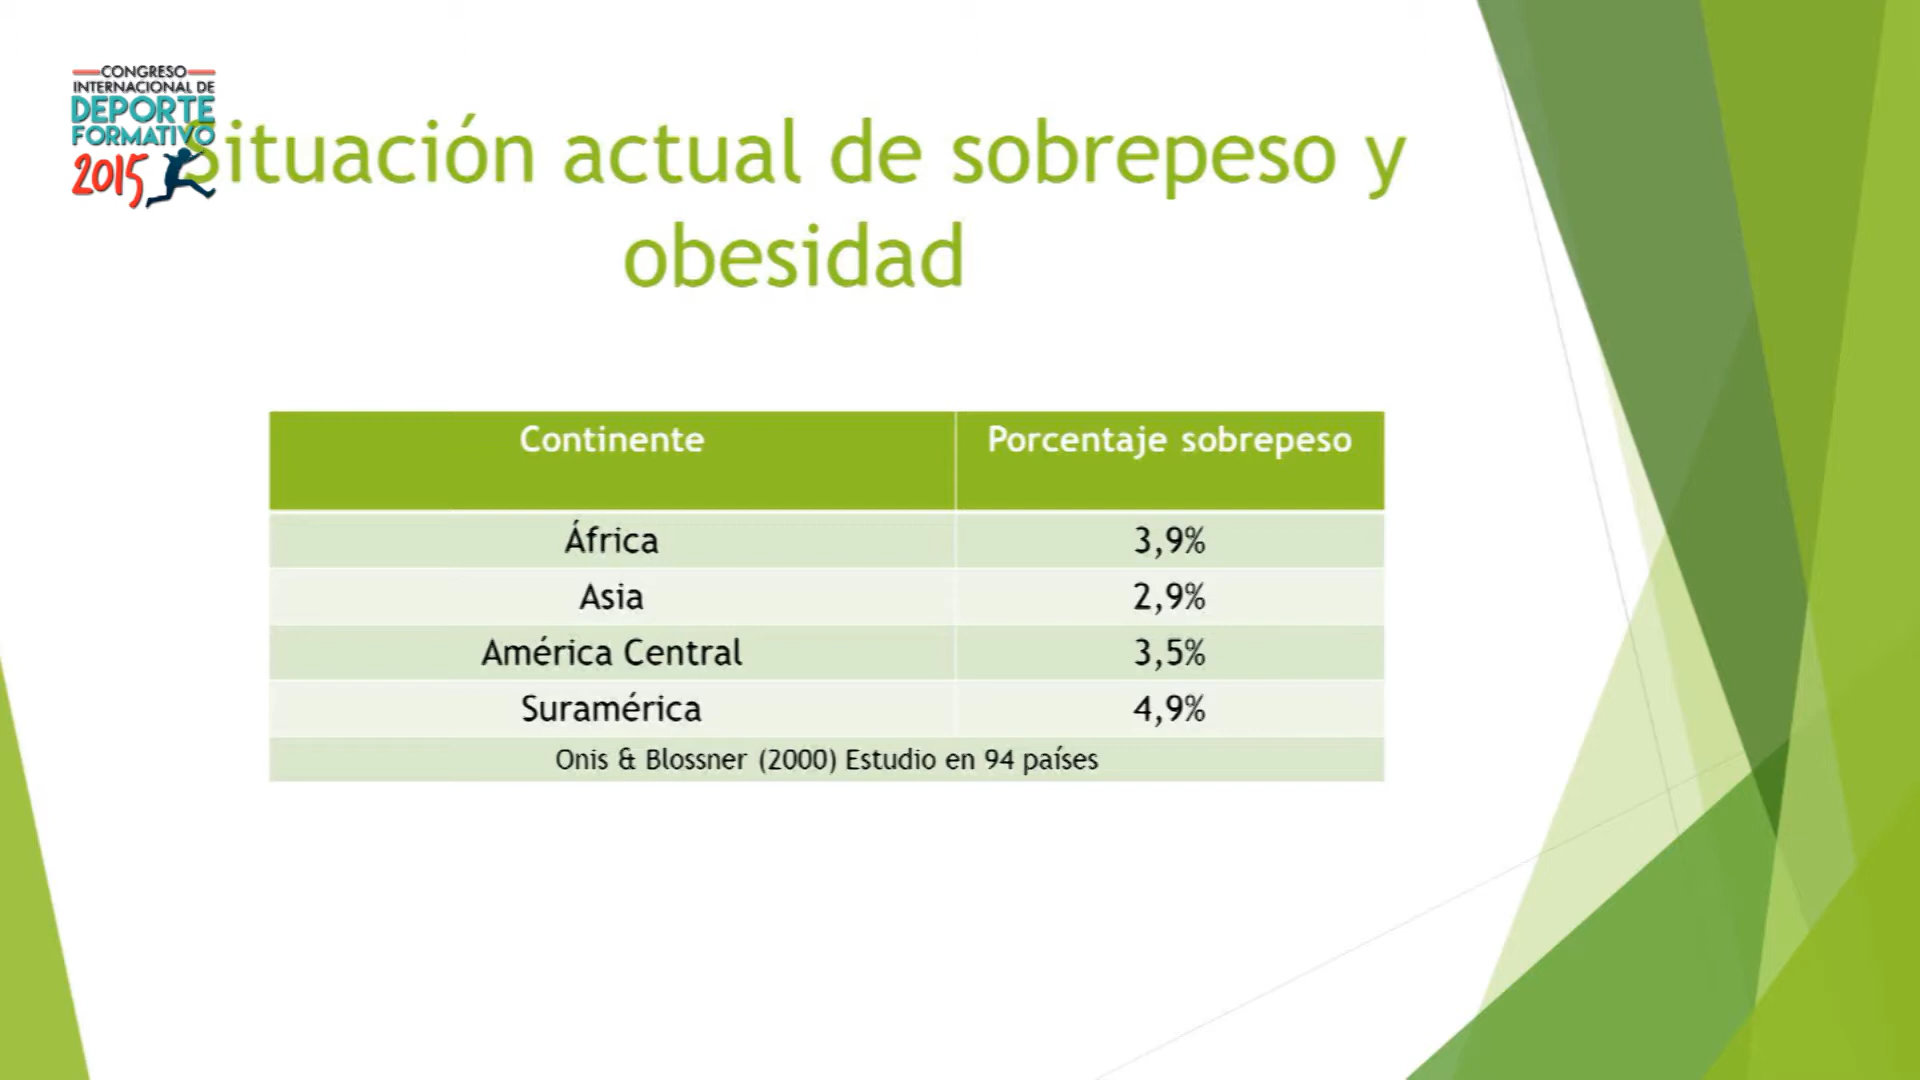 CONGRESO
INTERNACIONAL DE
DEPORTE
FORMATIVO
2015
Situación actual de sobrepeso y
obesidad
Continente Porcentaje sobrepeso
África 3,9%
Asia 2,9%
América Central 3,5%
Suramérica 4,9%
Onis & Blossner (2000) Estudio en 94 países